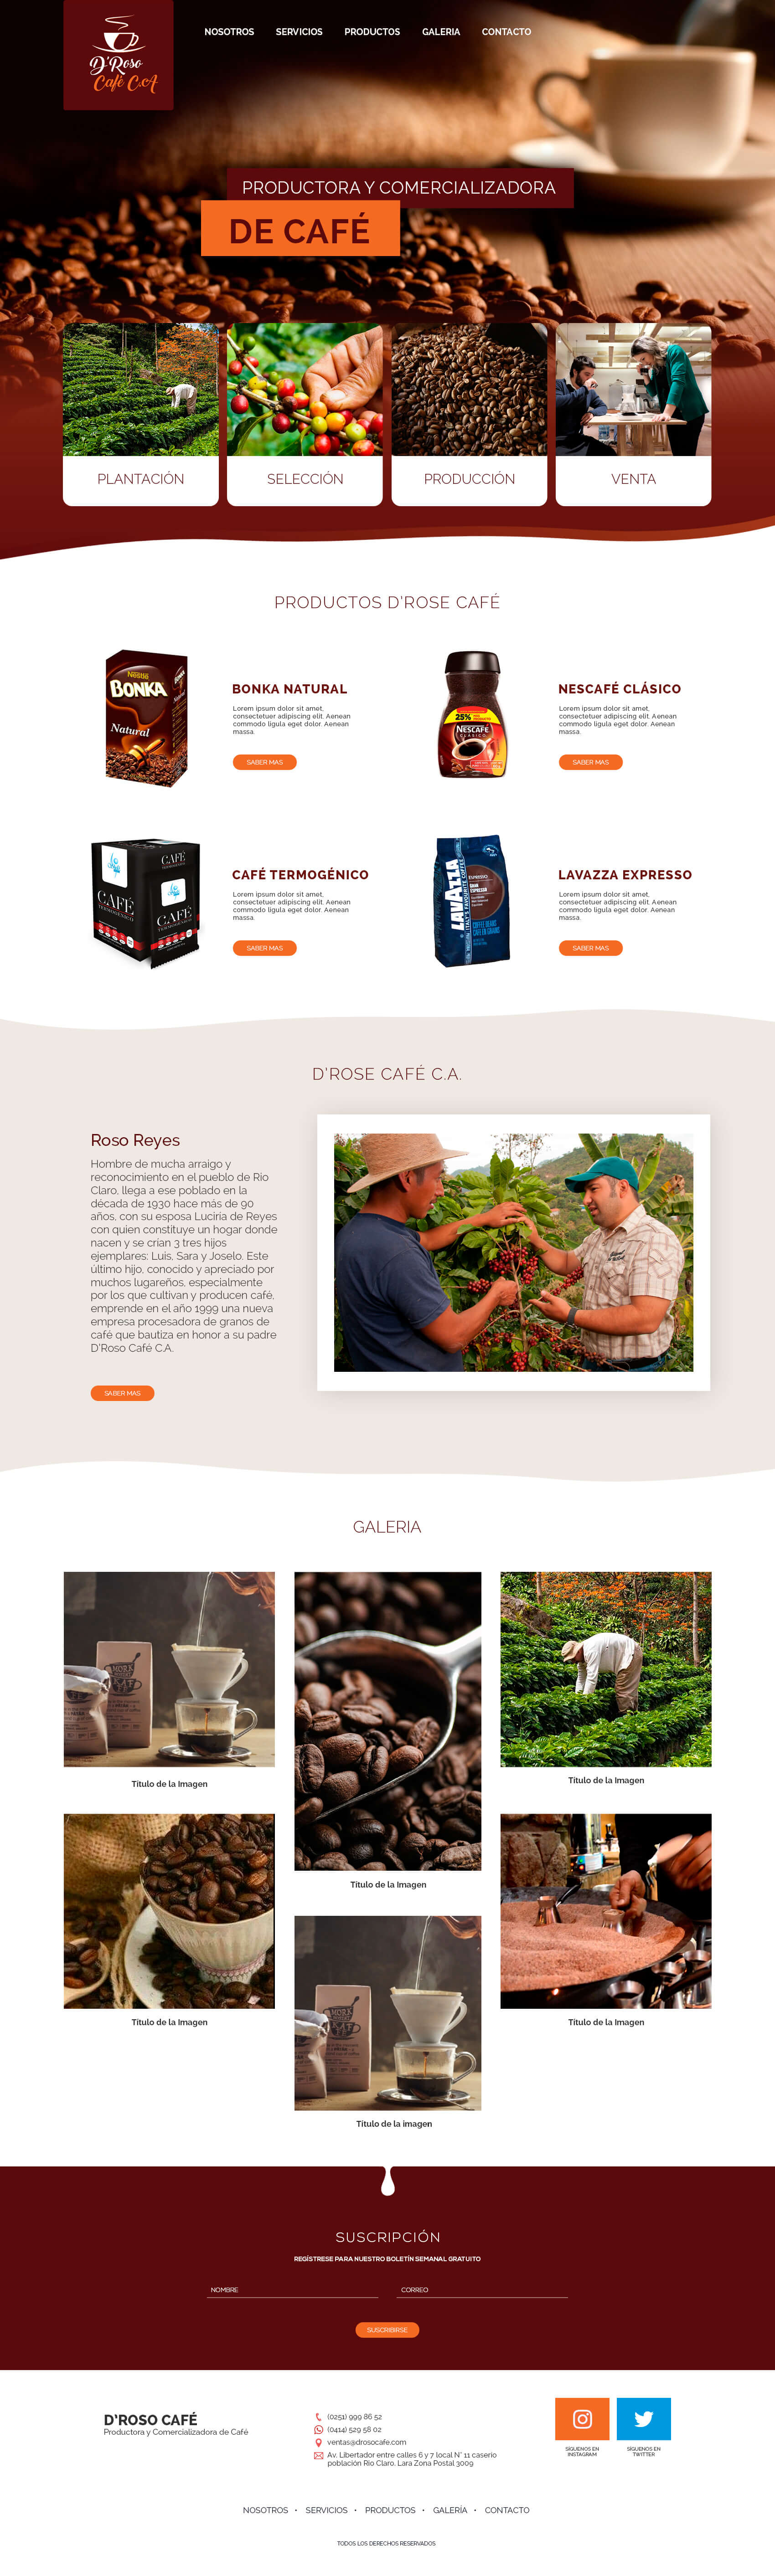 D'Roso
Café C.A
NOSOTROS SERVICIOS PRODUCTOS GALERIA CONTACTO
PRODUCTORA Y COMERCIALIZADORA
DE CAFÉ
PLANTACIÓN SELECCIÓN PRODUCCIÓN VENTA
PRODUCTOS D'ROSE CAFÉ
Nestlé
BONKA
Natural
BONKA NATURAL
Lorem ipsum dolor sit amet,
consectetuer adipiscing elit. Aenean
commodo ligula eget dolor. Aenean
massa.
SABER MAS
25%
NESCAFÉ
CLÁSICO
NESCAFÉ CLÁSICO
Lorem ipsum dolor sit amet,
consectetuer adipiscing elit. Aenean
commodo ligula eget dolor. Aenean
massa.
SABER MAS
CAFÉ
CAFÉ
CAFÉ
CAFÉ TERMOGÉNICO
Lorem ipsum dolor sit amet,
consectetuer adipiscing elit. Aenean
commodo ligula eget dolor. Aenean
massa.
SABER MAS
LAVAZZA
LAVAZZA EXPRESSO
Lorem ipsum dolor sit amet,
consectetuer adipiscing elit. Aenean
commodo ligula eget dolor. Aenean
massa.
SABER MAS
D'ROSE CAFÉ C.A.
Roso Reyes
Hombre de mucha arraigo y
reconocimiento en el pueblo de Rio
Claro, llega a ese poblado en la
década de 1930 hace más de 90
años, con su esposa Luciria de Reyes
con quien constituye un hogar donde
nacen y se crían 3 tres hijos
ejemplares: Luis, Sara y Joselo. Este
último hijo, conocido y apreciado por
muchos lugareños, especialmente
por los que cultivan y producen café,
emprende en el año 1999 una nueva
empresa procesadora de granos de
café que bautiza en honor a su padre
D'Roso Café C.A.
SABER MAS
GALERIA
Titulo de la Imagen
Titulo de la Imagen
Titulo de la Imagen
Titulo de la Imagen
Titulo de la imagen
Titulo de la Imagen
SUSCRIPCIÓN
REGÍSTRESE PARA NUESTRO BOLETÍN SEMANAL GRATUITO
NOMBRE CORREO
SUSCRIBIRSE
D'ROSO CAFÉ
Productora y Comercializadora de Café
(0251) 999 86 52
(0414) 529 58 02
ventas@drosocafe.com
Av. Libertador entre calles 6 y 7 local N° 11 caserio
población Rio Claro. Lara Zona Postal 3009
SÍGUENOS EN
INSTAGRAM
SÍGUENOS EN
TWITTER
NOSOTROS • SERVICIOS • PRODUCTOS • GALERÍA • CONTACTO
TODOS LOS DERECHOS RESERVADOS